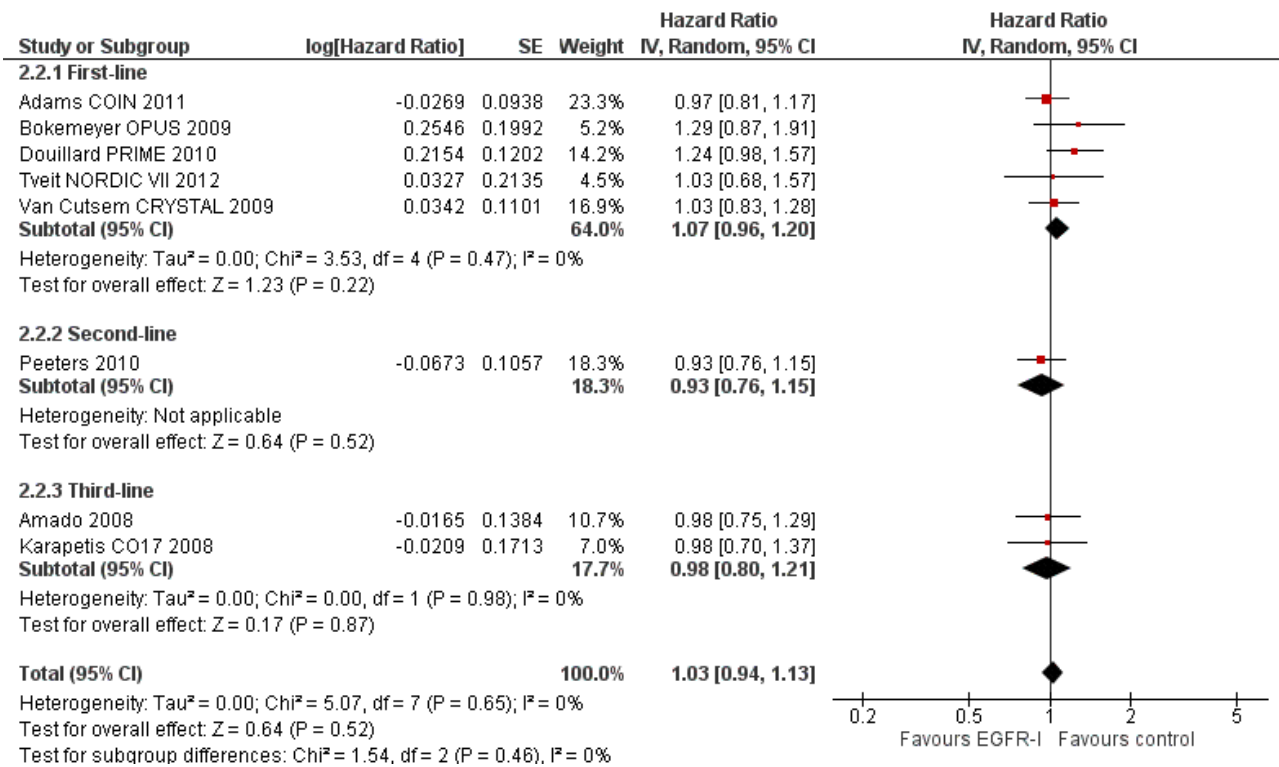 Hazard Ratio Hazard Ratio
Study or Subgroup log[Hazard Ratio] SE Weight IV, Random, 95% CI IV, Random, 95% CI
2.2.1 First-line
Adams COIN 2011 -0.0269 0.0938 23.3% 0.97 [0.81, 1.17]
Bokemeyer OPUS 2009 0.2546 0.1992 5.2% 1.29 [0.87, 1.91]
Douillard PRIME 2010 0.2154 0.1202 14.2% 1.24 [0.98, 1.57]
Tveit NORDIC VII 2012 0.0327 0.2135 4.5% 1.03 [0.68, 1.57]
Van Cutsem CRYSTAL 2009 0.0342 0.1101 16.9% 1.03 [0.83, 1.28]
Subtotal (95% CI) 64.0% 1.07 [0.96, 1.20]
Heterogeneity: Tau² = 0.00; Chi² = 3.53, df = 4 (P = 0.47); I² = 0%
Test for overall effect: Z = 1.23 (P = 0.22)
2.2.2 Second-line
Peeters 2010 -0.0673 0.1057 18.3% 0.93 [0.76, 1.15]
Subtotal (95% CI) 18.3% 0.93 [0.76, 1.15]
Heterogeneity: Not applicable
Test for overall effect: Z = 0.64 (P = 0.52)
2.2.3 Third-line
Amado 2008 -0.0165 0.1384 10.7% 0.98 [0.75, 1.29]
Karapetis CO17 2008 -0.0209 0.1713 7.0% 0.98 [0.70, 1.37]
Subtotal (95% CI) 17.7% 0.98 [0.80, 1.21]
Heterogeneity: Tau² = 0.00; Chi² = 0.00, df = 1 (P = 0.98); I² = 0%
Test for overall effect: Z = 0.17 (P = 0.87)
Total (95% CI) 100.0% 1.03 [0.94, 1.13]
Heterogeneity: Tau² = 0.00; Chi² = 5.07, df = 7 (P = 0.65); I² = 0%
Test for overall effect: Z = 0.64 (P = 0.52)
Test for subgroup differences: Chi² = 1.54, df = 2 (P = 0.46), I² = 0%
0.2 0.5 1 2 5
Favours EGFR-I Favours control